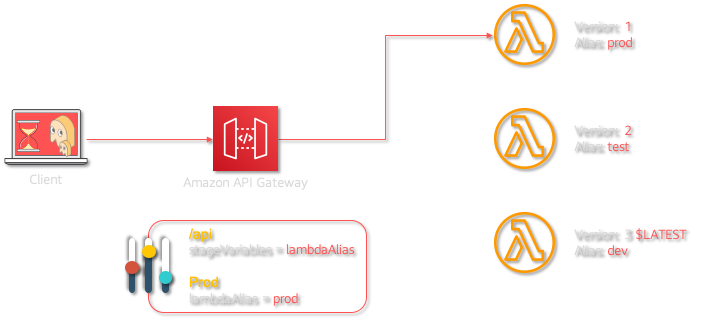 Version: 1
Alias: prod
Client
Amazon API Gateway
Version: 2
Alias: test
/api
stageVariables = lambdaAlias
Prod
lambdaAlias = prod
Version: 3 $LATEST
Alias: dev